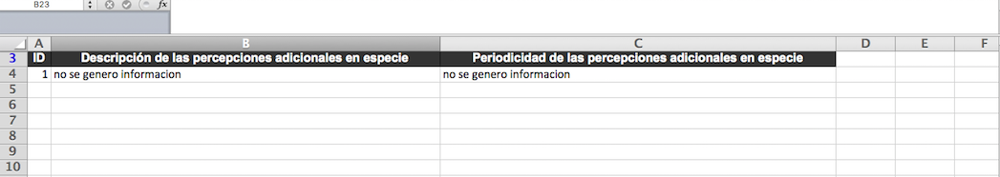 B23 fx
A B C D E F
3 ID Descripción de las percepciones adicionales en especie Periodicidad de las percepciones adicionales en especie
4 1 no se genero informacion no se genero informacion
5
6
7
8
9
10